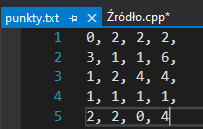 punkty.txt Źródło.cpp*
1 0, 2, 2, 2,
2 3, 1, 1, 6,
3 1, 2, 4, 4,
4 1, 1, 1, 1,
5 2, 2, 0, 4